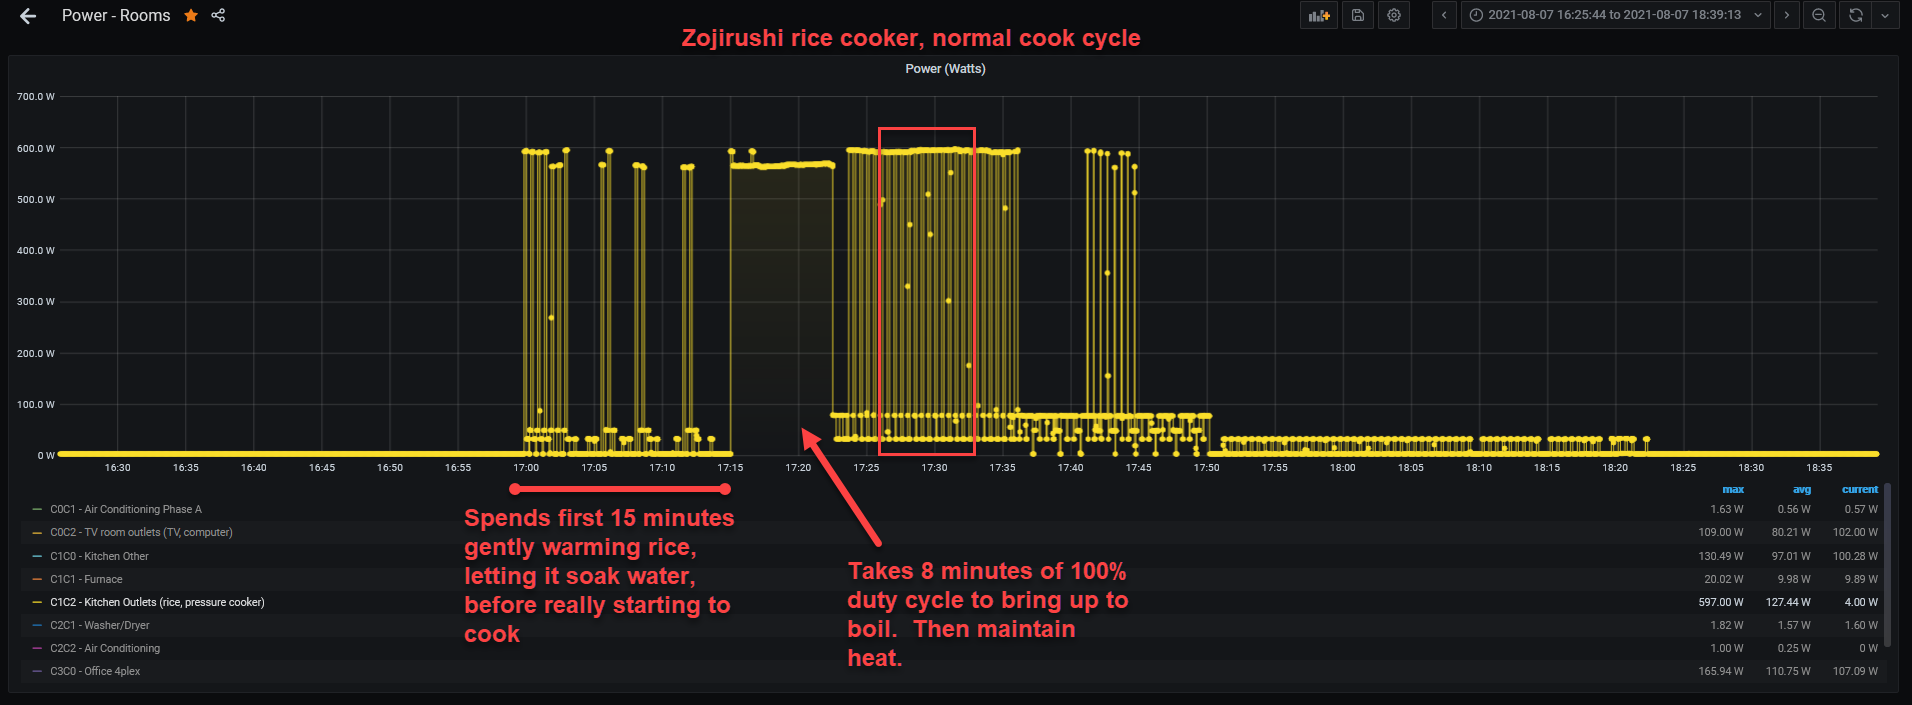 Power - Rooms
2021-08-07 16:25:44 to 2021-08-07 18:39:13
Zojirushi rice cooker, normal cook cycle
Power (Watts)
700.0 W
600.0 W
500.0 W
400.0 W
300.0 W
200.0 W
100.0 W
0 W
16:30 16:35 16:40 16:45 16:50 16:55 17:00 17:05 17:10 17:15 17:20 17:25 17:30 17:35 17:40 17:45 17:50 17:55 18:00 18:05 18:10 18:15 18:20 18:25 18:30 18:35
Spends first 15 minutes
gently warming rice,
letting it soak water,
before really starting to
cook
Takes 8 minutes of 100%
duty cycle to bring up to
boil. Then maintain
heat.
max avg current
C0C1 - Air Conditioning Phase A 1.63 W 0.56 W 0.57 W
C0C2 - TV room outlets (TV, computer) 109.00 W 80.21 W 102.00 W
C1C0 - Kitchen Other 130.49 W 97.01 W 100.28 W
C1C1 - Furnace 20.02 W 9.98 W 9.89 W
C1C2 - Kitchen Outlets (rice, pressure cooker) 597.00 W 127.44 W 4.00 W
C2C1 - Washer/Dryer 1.82 W 1.57 W 1.60 W
C2C2 - Air Conditioning 1.00 W 0.25 W 0 W
C3C0 - Office 4plex 165.94 W 110.75 W 107.09 W